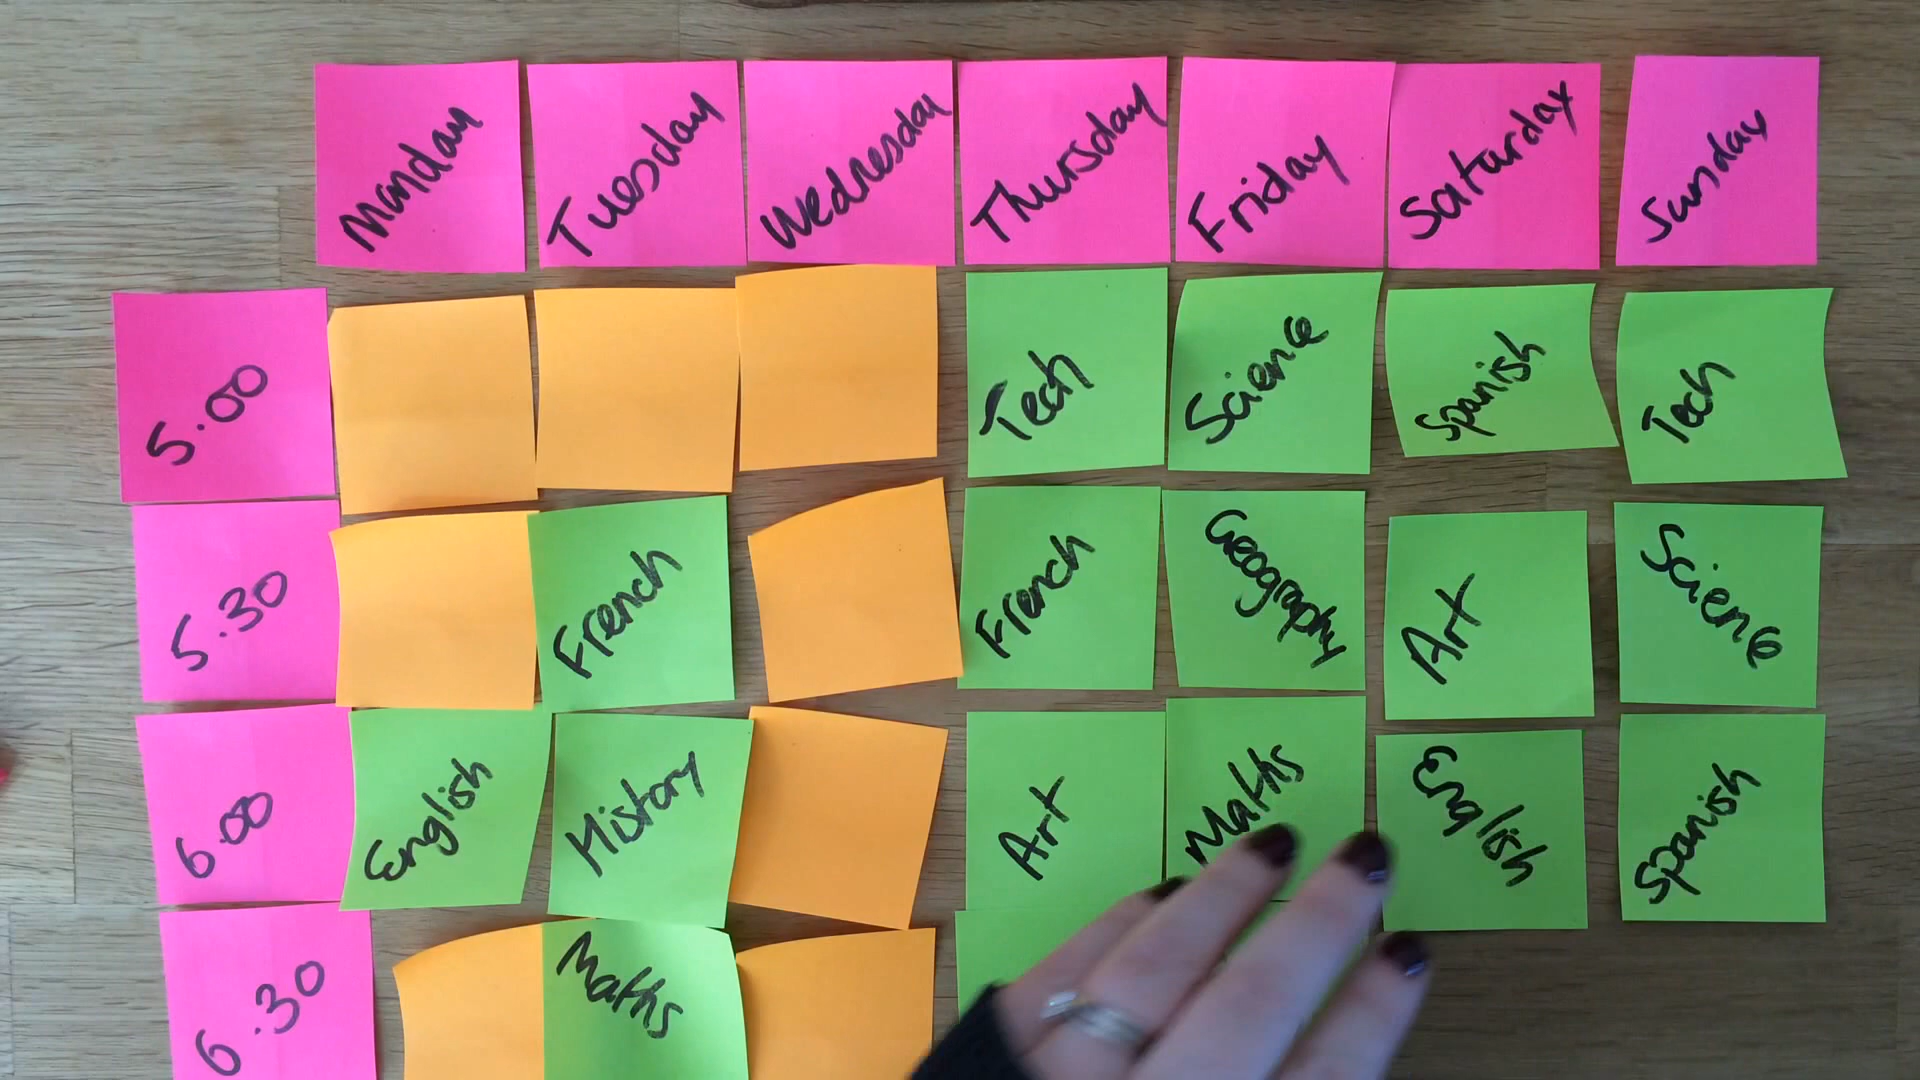 Monday Tuesday Wednesday Thursday Friday Saturday Sunday
5.00 Tech Science Spanish Tech
5.30 French French Geography Art Science
6.00 English History Art Maths English Spanish
6.30 Maths